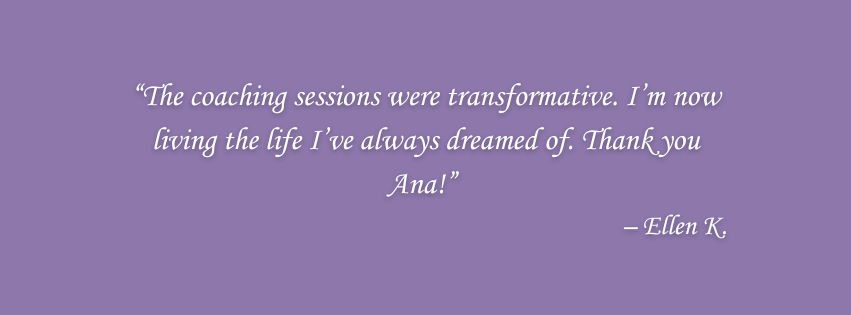 “The coaching sessions were transformative. I’m now
living the life I’ve always dreamed of. Thank you
Ana!”
– Ellen K.